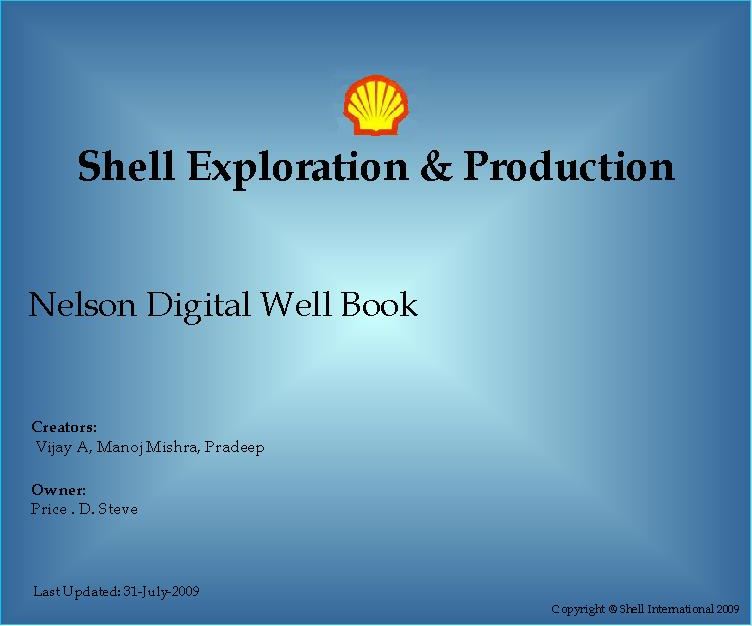 Shell Exploration & Production
Nelson Digital Well Book
Creators:
Vijay A, Manoj Mishra, Pradeep
Owner:
Price . D. Steve
Last Updated: 31-July-2009
Copyright ® Shell International 2009